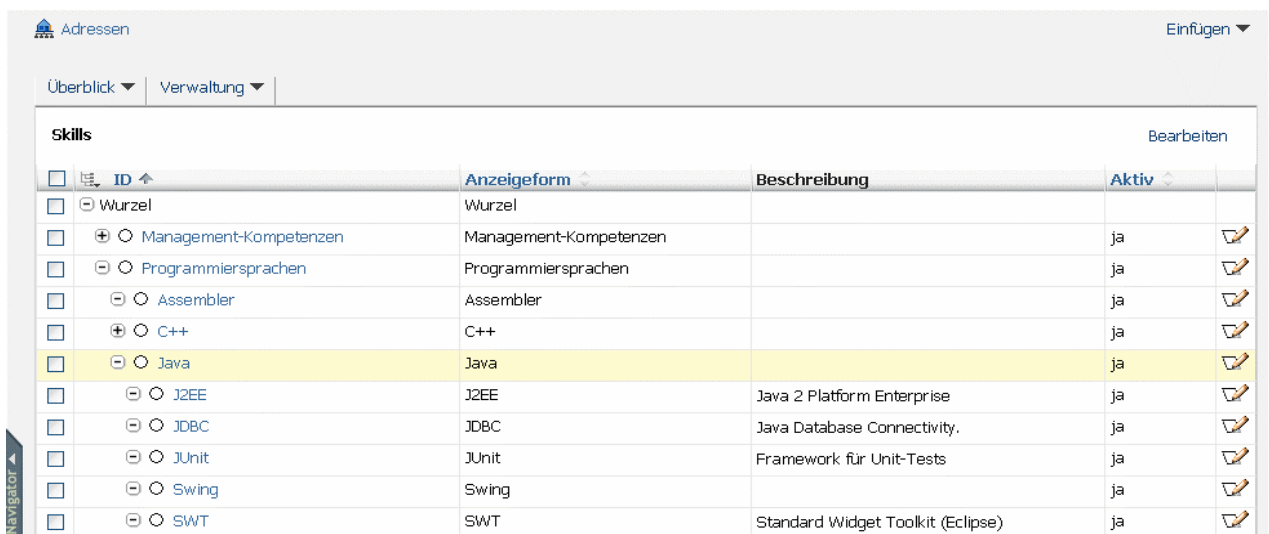 Adressen Einfügen
Überblick Verwaltung
Skills Bearbeiten
ID Anzeigeform Beschreibung Aktiv
Wurzel Wurzel
Management-Kompetenzen Management-Kompetenzen ja
Programmiersprachen Programmiersprachen ja
Assembler Assembler ja
C++ C++ ja
Java Java ja
J2EE J2EE Java 2 Platform Enterprise ja
JDBC JDBC Java Database Connectivity. ja
JUnit JUnit Framework für Unit-Tests ja
Swing Swing ja
SWT SWT Standard Widget Toolkit (Eclipse) ja
Navigator